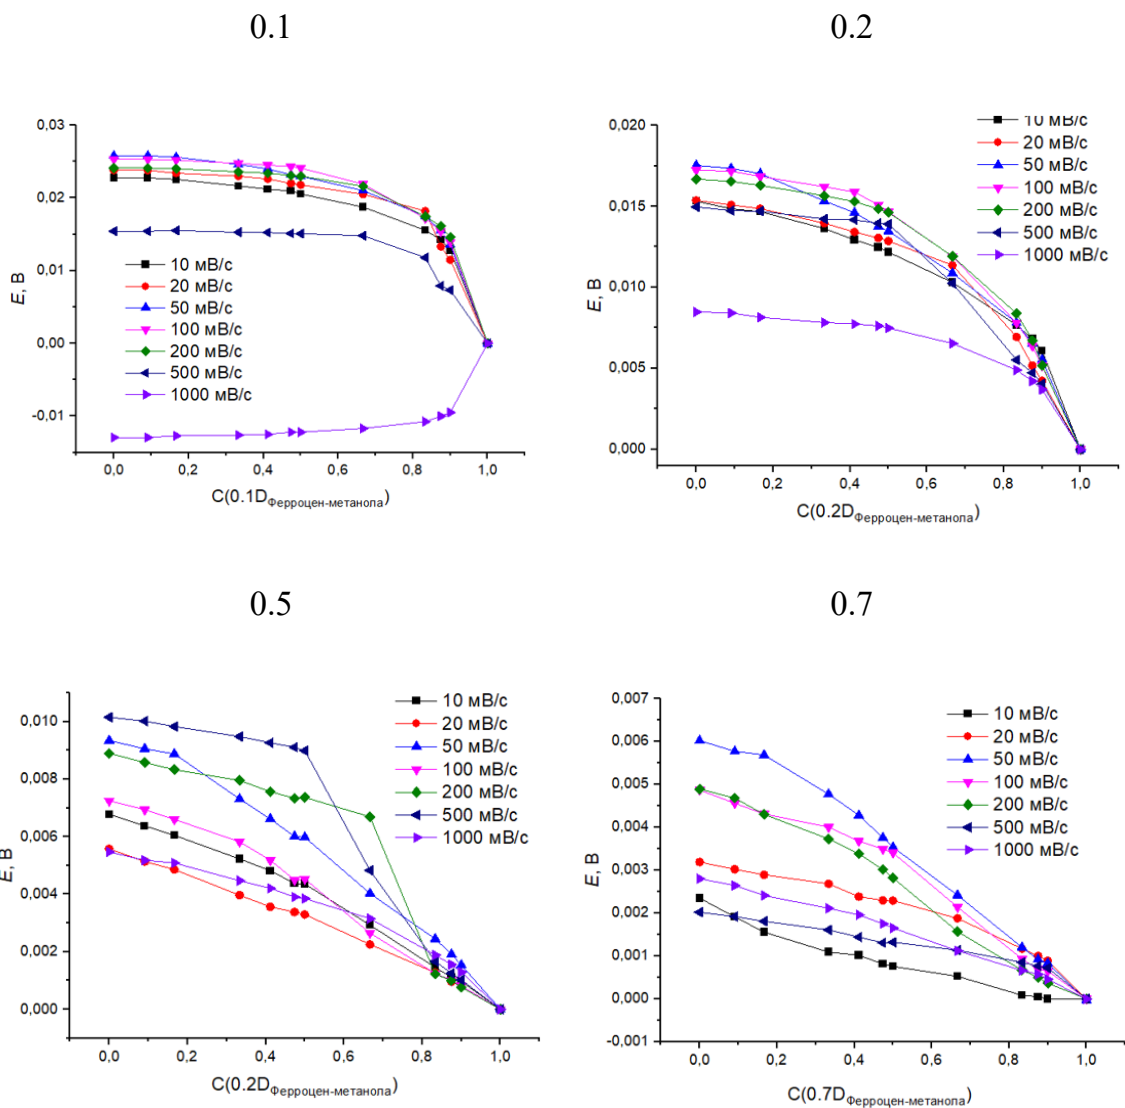 0.1
0.2
0,03
0,02
0,01
0,00
-0,01
E, В
10 мВ/с
20 мВ/с
50 мВ/с
100 мВ/с
200 мВ/с
500 мВ/с
1000 мВ/с
0,0 0,2 0,4 0,6 0,8 1,0
C(0.1DФерроцен-метанола)
0,020
0,015
0,010
0,005
0,000
E, В
10 мВ/с
20 мВ/с
50 мВ/с
100 мВ/с
200 мВ/с
500 мВ/с
1000 мВ/с
0,0 0,2 0,4 0,6 0,8 1,0
C(0.2DФерроцен-метанола)
0.5
0.7
0,010
0,008
0,006
0,004
0,002
0,000
E, В
10 мВ/с
20 мВ/с
50 мВ/с
100 мВ/с
200 мВ/с
500 мВ/с
1000 мВ/с
0,0 0,2 0,4 0,6 0,8 1,0
C(0.2DФерроцен-метанола)
0,007
0,006
0,005
0,004
0,003
0,002
0,001
0,000
-0,001
E, В
10 мВ/с
20 мВ/с
50 мВ/с
100 мВ/с
200 мВ/с
500 мВ/с
1000 мВ/с
0,0 0,2 0,4 0,6 0,8 1,0
C(0.7DФерроцен-метанола)